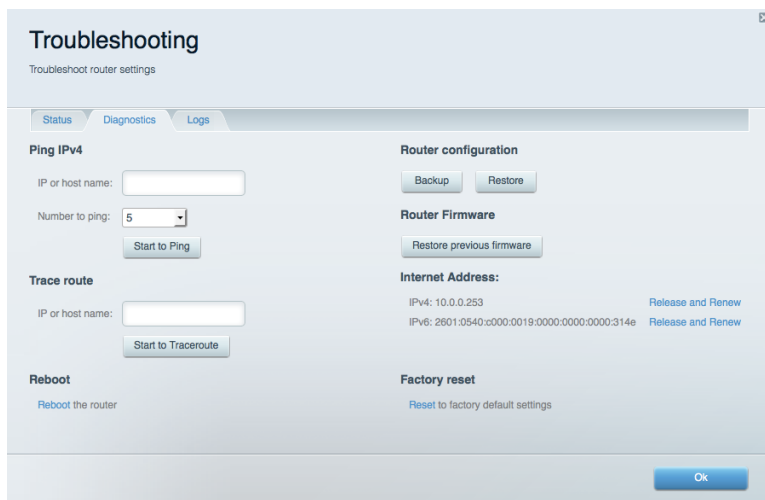 Troubleshooting
Troubleshoot router settings
Status Diagnostics Logs
Ping IPv4
IP or host name:
Number to ping: 5
Start to Ping
Trace route
IP or host name:
Start to Traceroute
Reboot
Reboot the router
Router configuration
Backup Restore
Router Firmware
Restore previous firmware
Internet Address:
IPv4: 10.0.0.253 Release and Renew
IPv6: 2601:0540:c000:0019:0000:0000:0000:314e Release and Renew
Factory reset
Reset to factory default settings
Ok